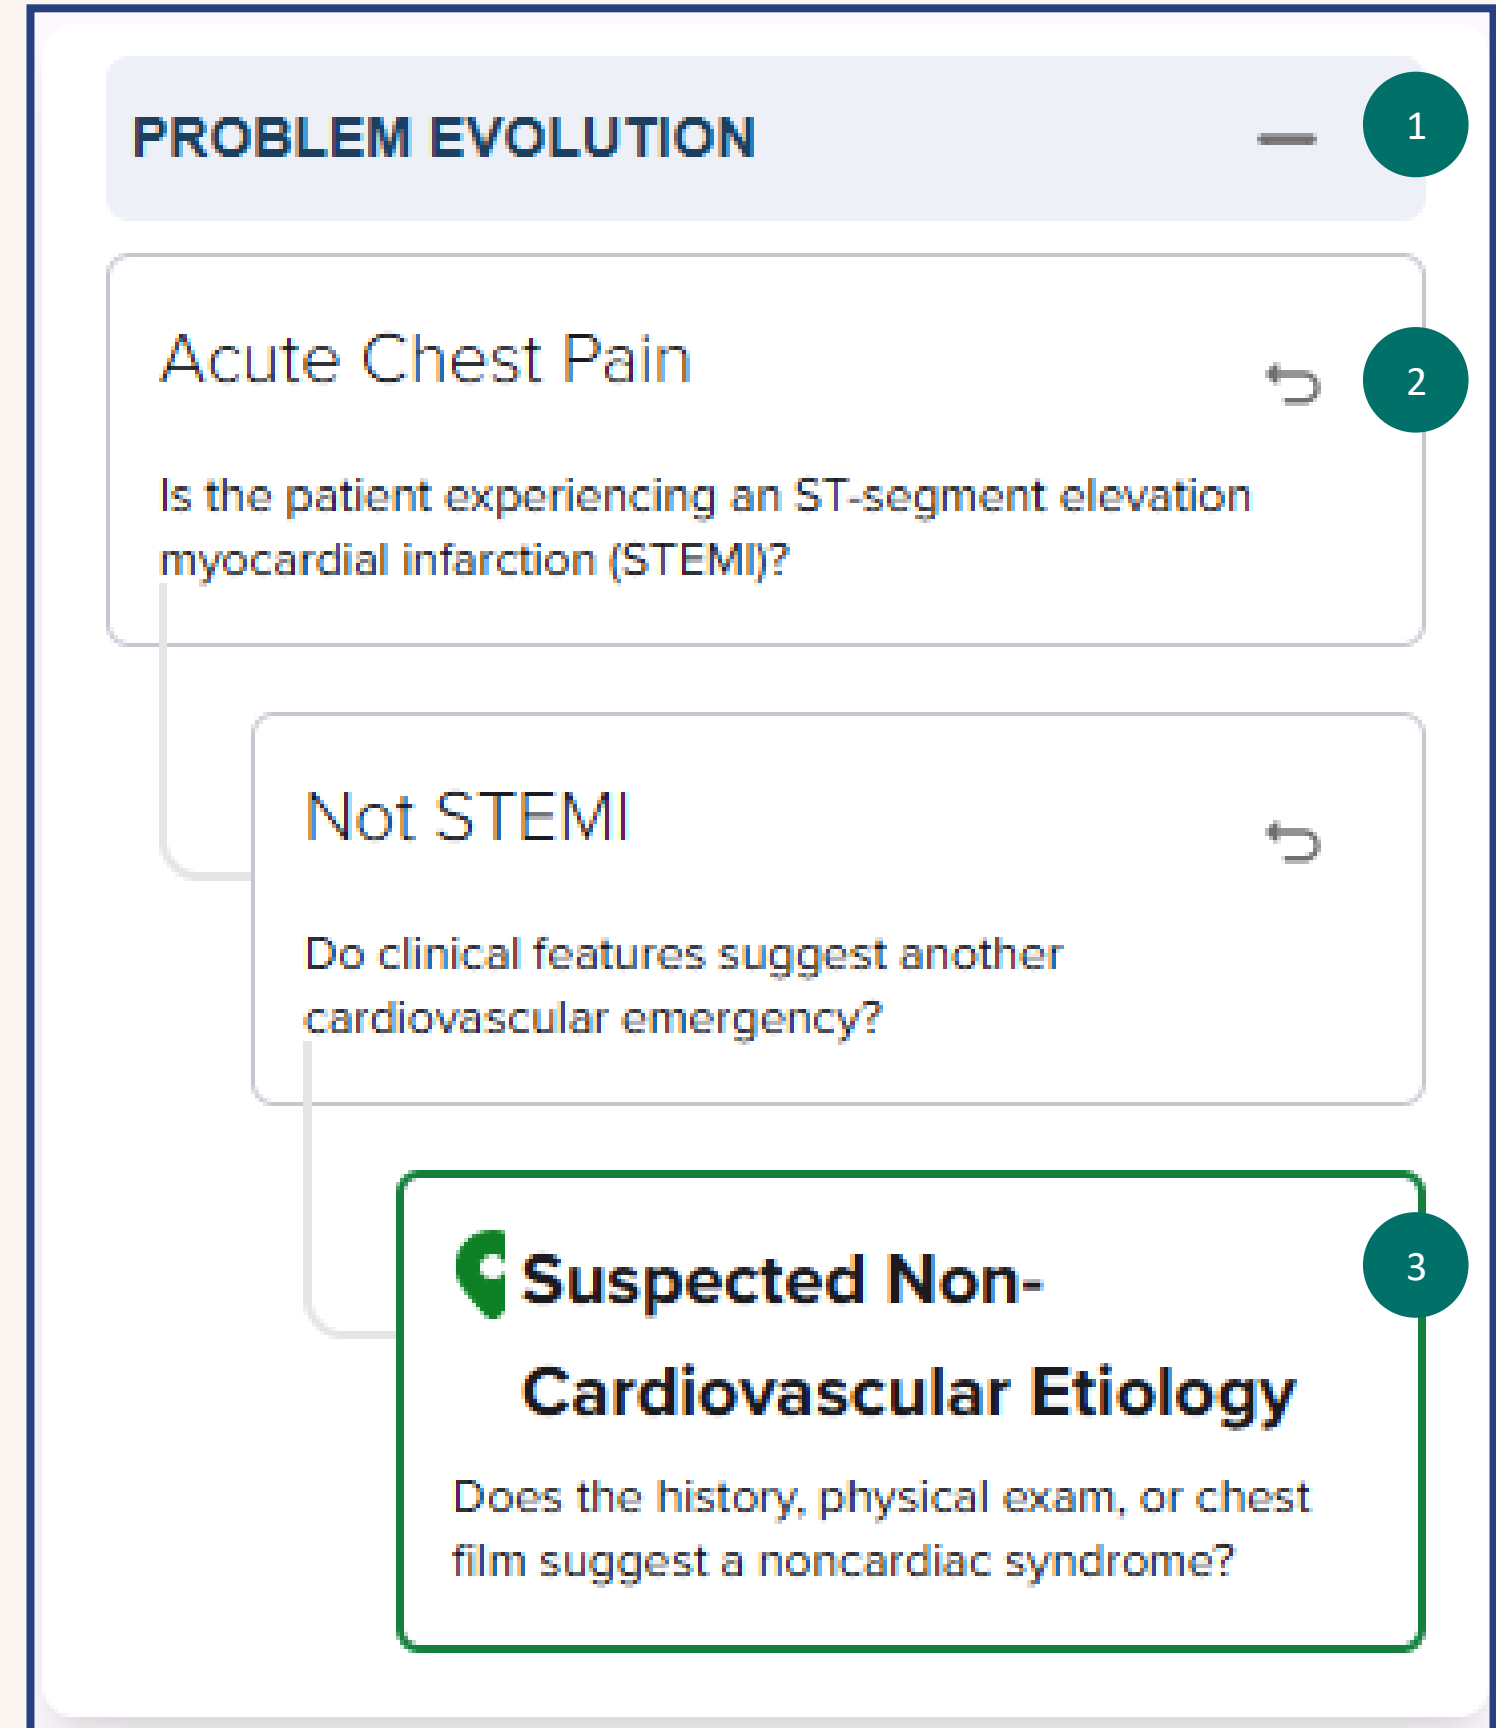 PROBLEM EVOLUTION
1
Acute Chest Pain
2
Is the patient experiencing an ST-segment elevation
myocardial infarction (STEMI)?
Not STEMI
Do clinical features suggest another
cardiovascular emergency?
Suspected Non-
3
Cardiovascular Etiology
Does the history, physical exam, or chest
film suggest a noncardiac syndrome?